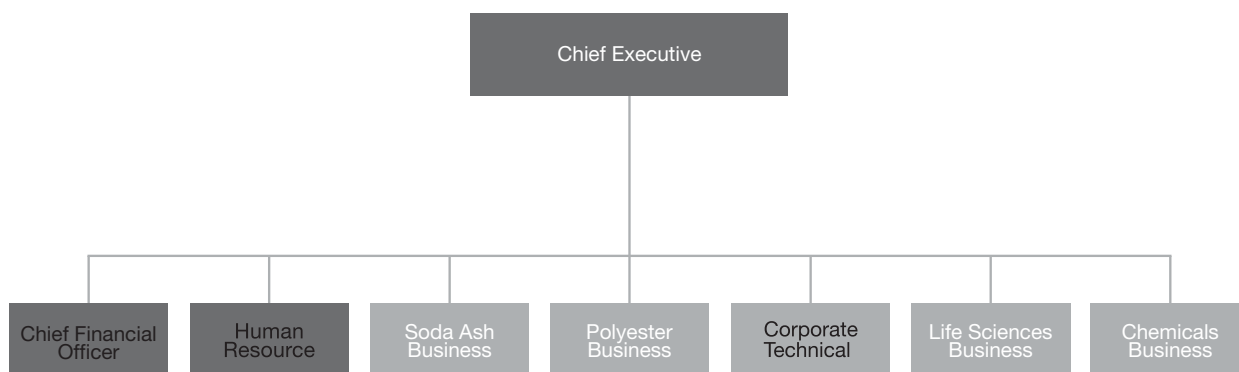 Chief Executive
Chief Financial
Officer
Human
Resource
Soda Ash
Business
Polyester
Business
Corporate
Technical
Life Sciences
Business
Chemicals
Business